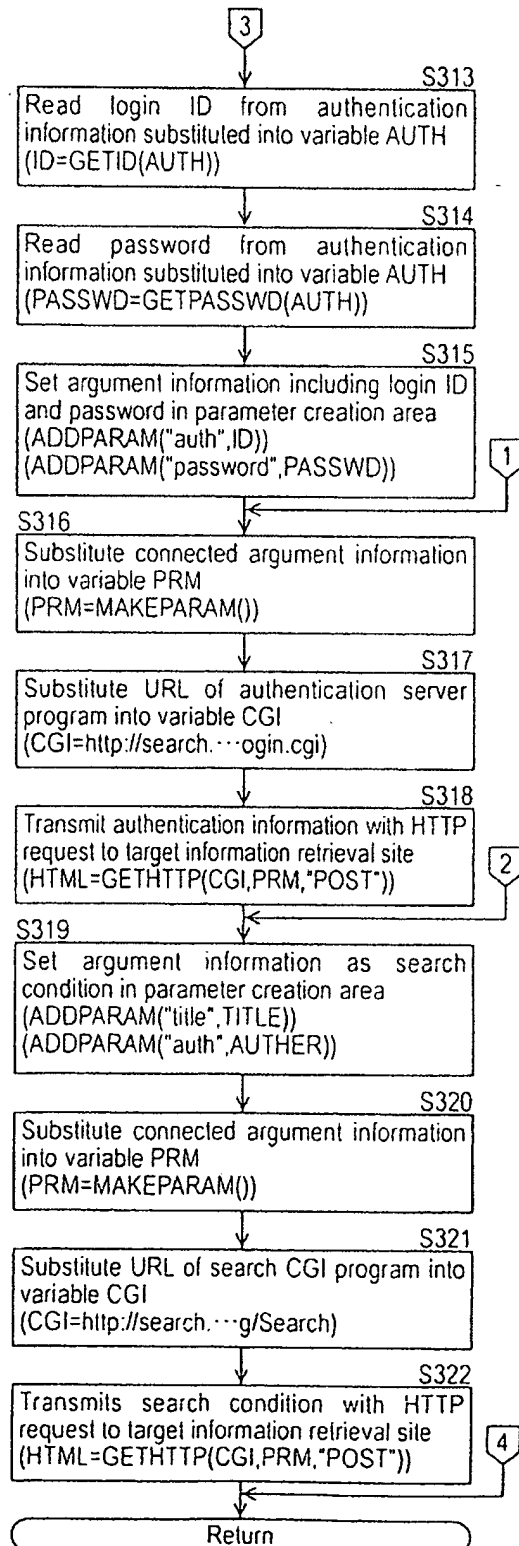 3
S313
Read login ID from authentication
information substituted into variable AUTH
(ID=GETID(AUTH))
S314
Read password from authentication
information substituted into variable AUTH
(PASSWD=GETPASSWD(AUTH))
S315
Set argument information including login ID
and password in parameter creation area
(ADDPARAM("auth",ID))
(ADDPARAM("password",PASSWD))
1
S316
Substitute connected argument information
into variable PRM
(PRM=MAKEPARAM())
S317
Substitute URL of authentication server
program into variable CGI
(CGI=http://search.···ogin.cgi)
S318
Transmit authentication information with HTTP
request to target information retrieval site
(HTML=GETHTTP(CGI,PRM,"POST"))
2
S319
Set argument information as search
condition in parameter creation area
(ADDPARAM("title",TITLE))
(ADDPARAM("auth",AUTHER))
S320
Substitute connected argument information
into variable PRM
(PRM=MAKEPARAM())
S321
Substitute URL of search CGI program into
variable CGI
(CGI=http://search.···g/Search)
S322
Transmits search condition with HTTP
request to target information retrieval site
(HTML=GETHTTP(CGI,PRM,"POST"))
4
Return